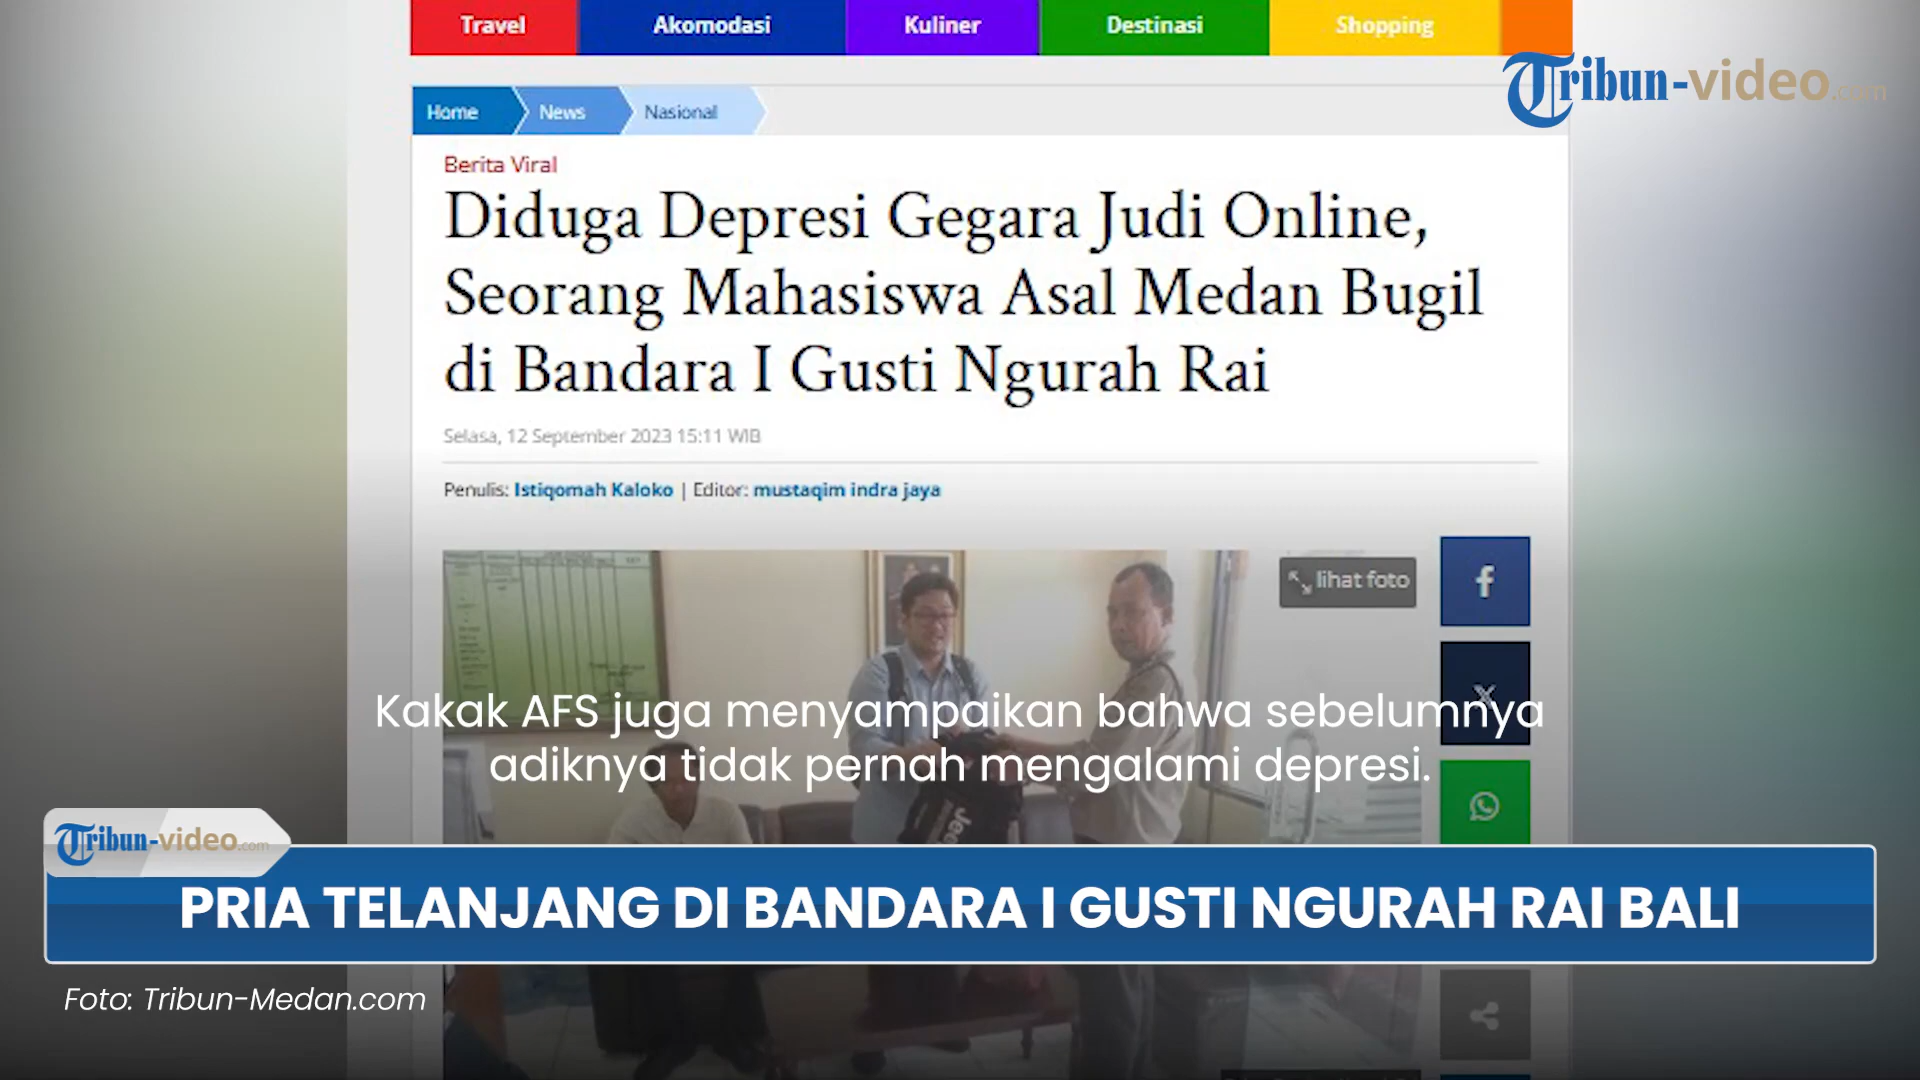 Travel
Akomodasi
Kuliner
Destinasi
Shopping
Tribun-video.com
Home
News
Nasional
Berita Viral
Diduga Depresi Gegara Judi Online,
Seorang Mahasiswa Asal Medan Bugil
di Bandara I Gusti Ngurah Rai
Selasa, 12 September 2023 15:11 WIB
Penulis: Istiqomah Kaloko | Editor: mustaqim indra jaya
lihat foto
Kakak AFS juga menyampaikan bahwa sebelumnya
adiknya tidak pernah mengalami depresi.
Tribun-video.com
PRIA TELANJANG DI BANDARA I GUSTI NGURAH RAI BALI
Foto: Tribun-Medan.com